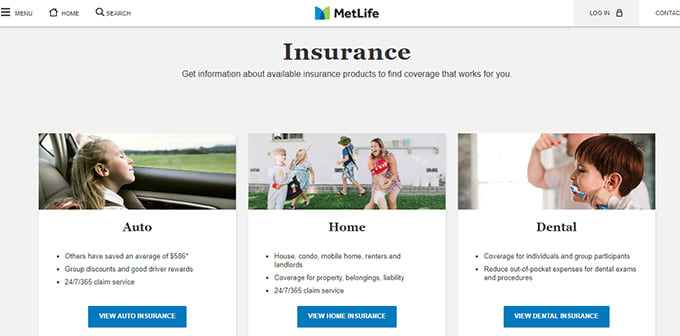 MENU HOME SEARCH MetLife LOG IN CONTAC
Insurance
Get information about available insurance products to find coverage that works for you.
Auto
Others have saved an average of $586*
Group discounts and good driver rewards
24/7/365 claim service
VIEW AUTO INSURANCE
Home
House, condo, mobile home, renters and
landlords.
Coverage for property, belongings, liability
24/7/365 claim service
VIEW HOME INSURANCE
Dental
Coverage for individuals and group participants
Reduce out-of-pocket expenses for dental exams
and procedures
VIEW DENTAL INSURANCE